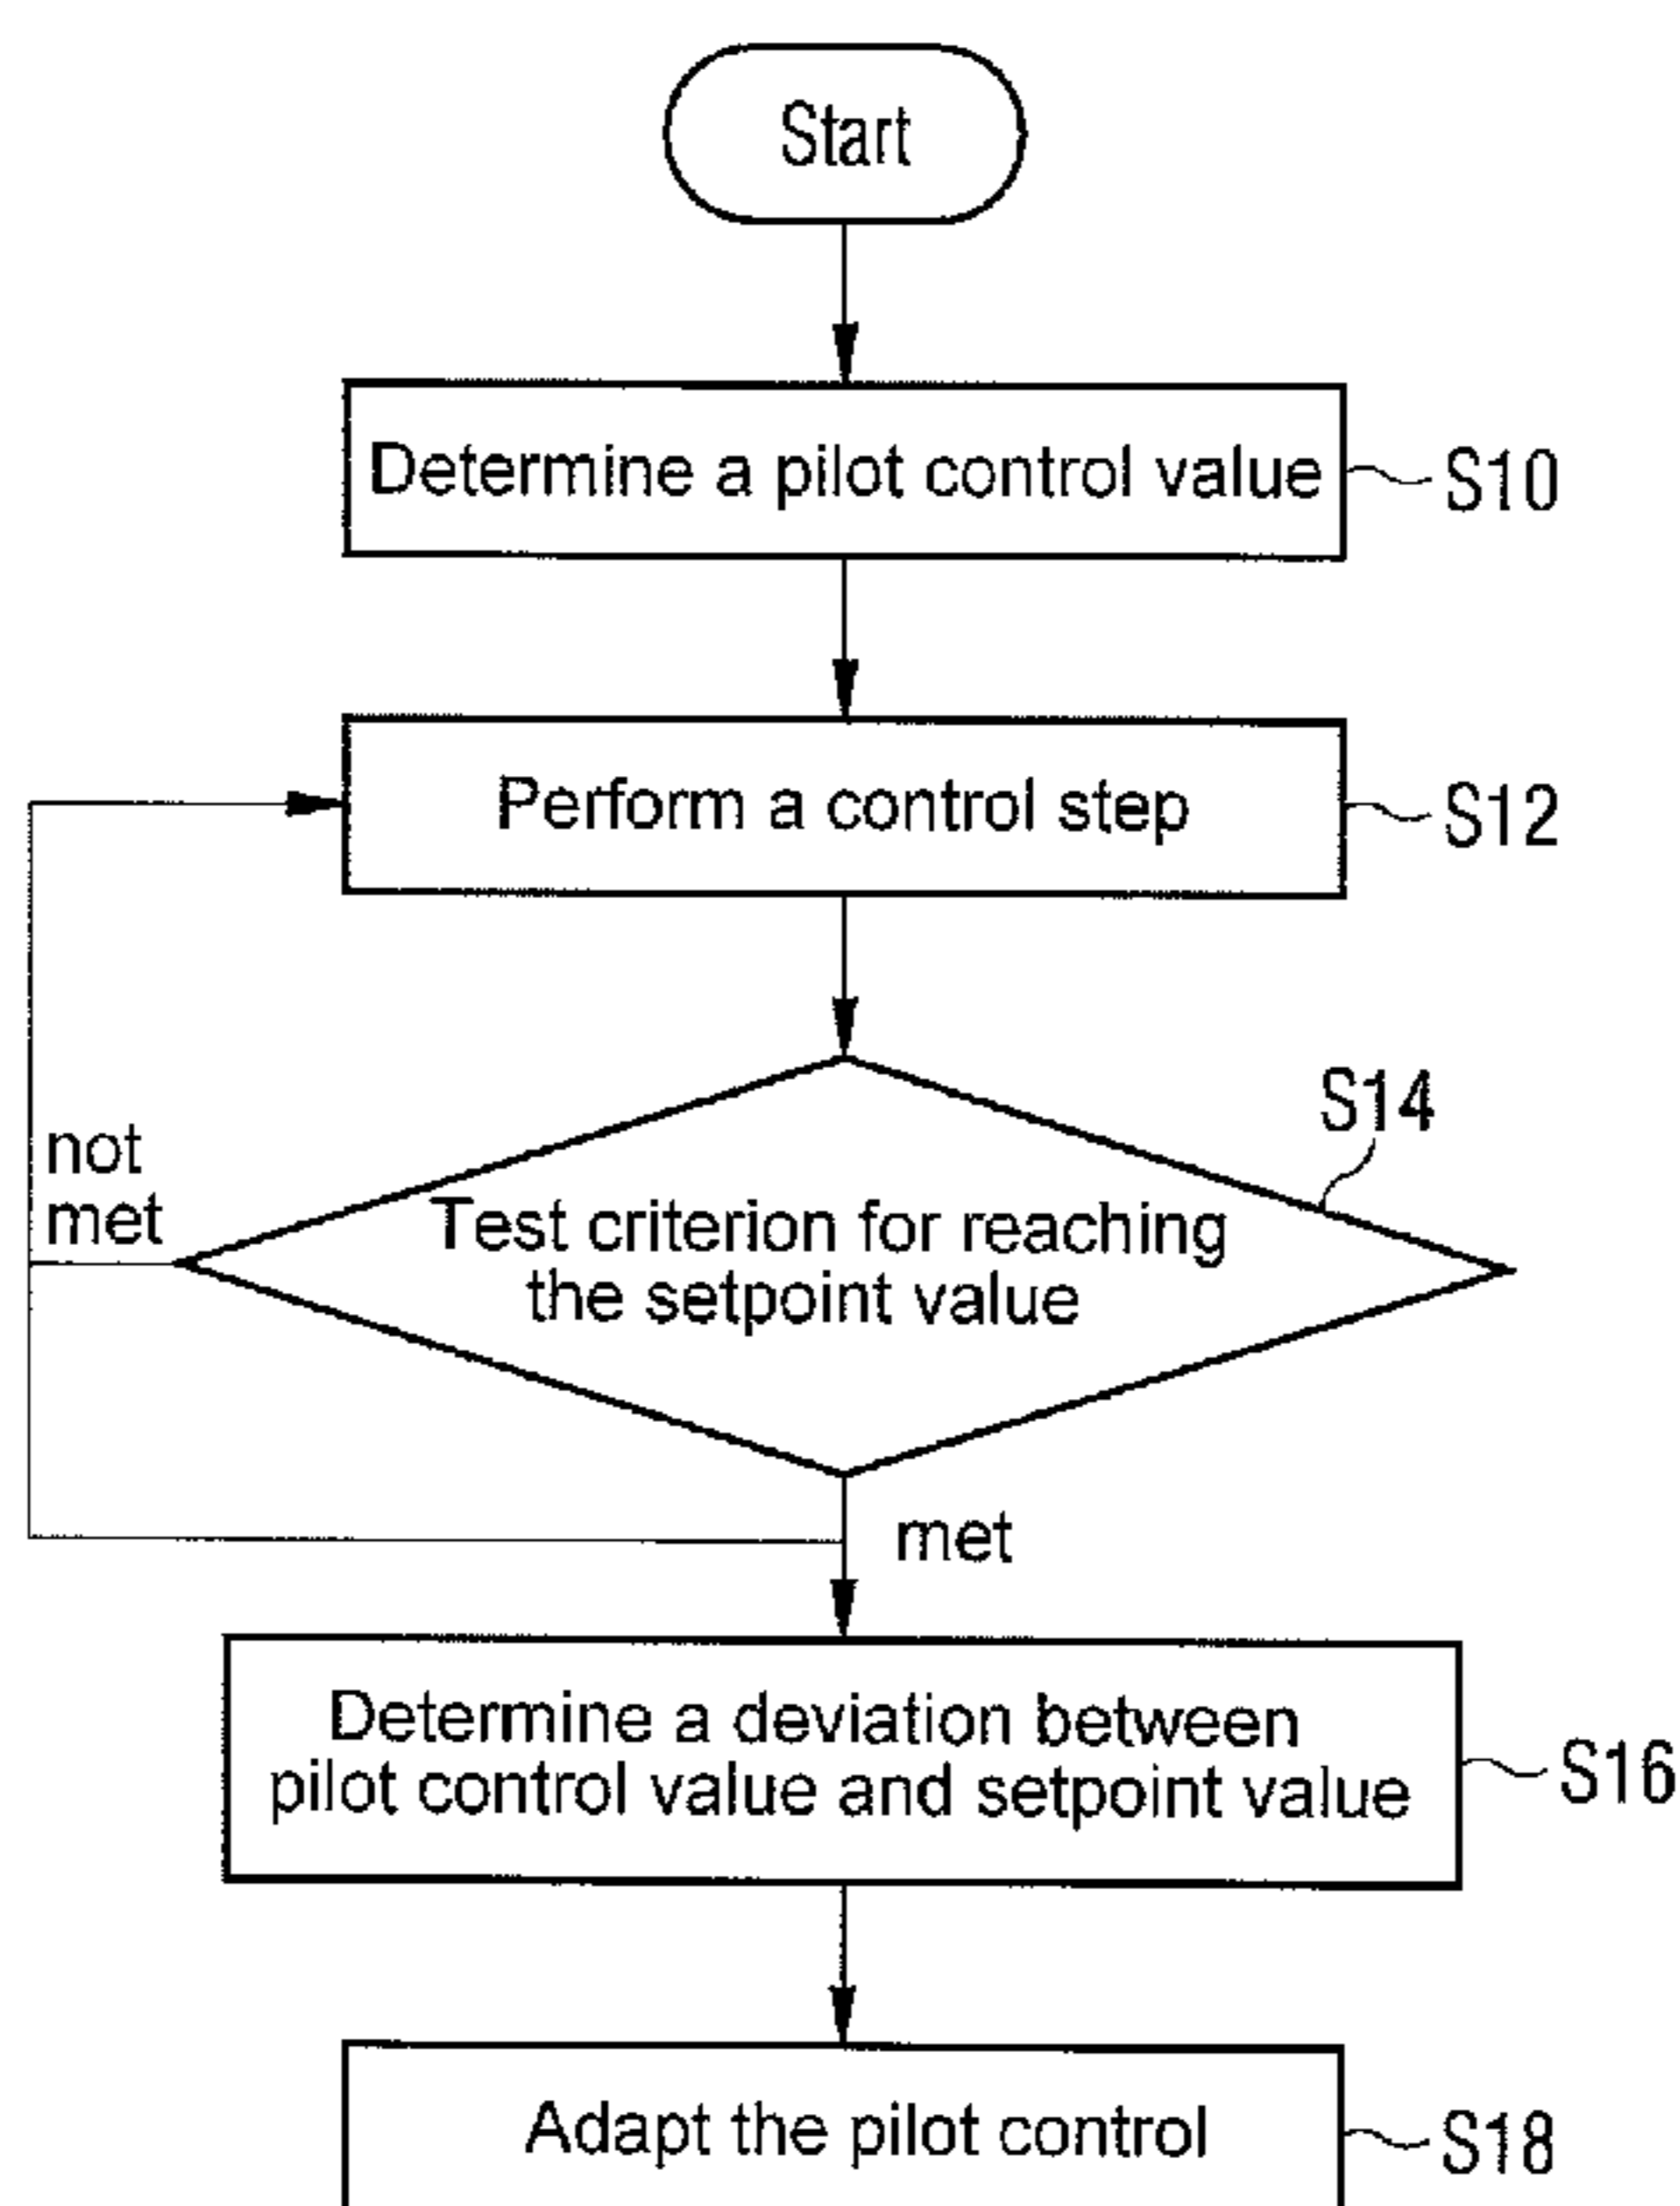 Start
Determine a pilot control value
S10
Perform a control step
S12
S14
not
met
Test criterion for reaching
the setpoint value
met
Determine a deviation between
pilot control value and setpoint value
S16
Adapt the pilot control
S18